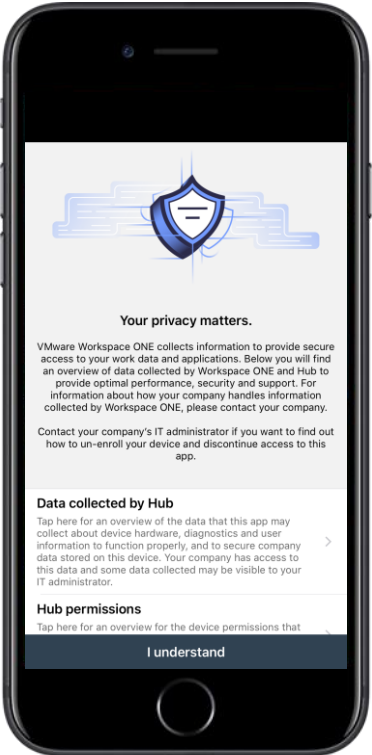 Your privacy matters.
VMware Workspace ONE collects information to provide secure
access to your work data and applications. Below you will find
an overview of data collected by Workspace ONE and Hub to
provide optimal performance, security and support. For
information about how your company handles information
collected by Workspace ONE, please contact your company.
Contact your company's IT administrator if you want to find out
how to un-enroll your device and discontinue access to this
app.
Data collected by Hub
Tap here for an overview of the data that this app may
collect about device hardware, diagnostics and user
information to function properly, and to secure company
data stored on this device. Your company has access to
this data and some data collected may be visible to your
IT administrator.
Hub permissions
Tap here for an overview for the device permissions that
I understand